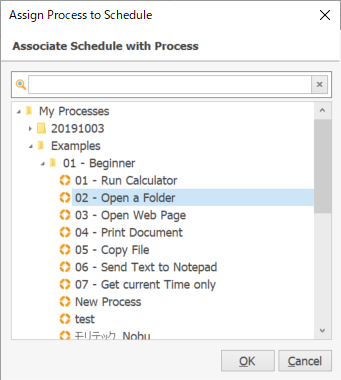 Assign Process to Schedule
Associate Schedule with Process
My Processes
20191003
Examples
01 - Beginner
01 - Run Calculator
02 - Open a Folder
03 - Open Web Page
04 - Print Document
05 - Copy File
06 - Send Text to Notepad
07 - Get current Time only
New Process
test
モリテック Nobu
OK
Cancel